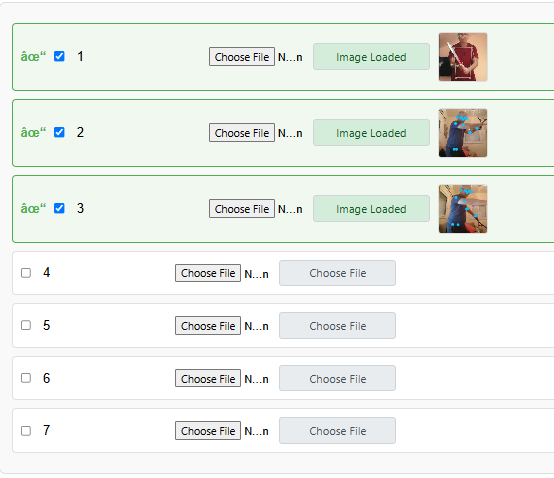 âœ“ 1 Choose File N...n Image Loaded
âœ“ 2 Choose File N...n Image Loaded
âœ“ 3 Choose File N...n Image Loaded
4 Choose File N...n Choose File
5 Choose File N...n Choose File
6 Choose File N...n Choose File
7 Choose File N...n Choose File